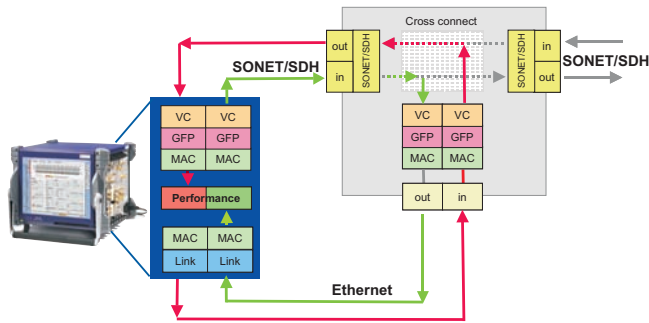 Cross connect
out
SONET/SDH
in
SONET/SDH
in
out
SONET/SDH
SONET/SDH
VC VC
GFP GFP
MAC MAC
Performance
MAC MAC
Link Link
VC VC
GFP GFP
MAC MAC
out in
Ethernet